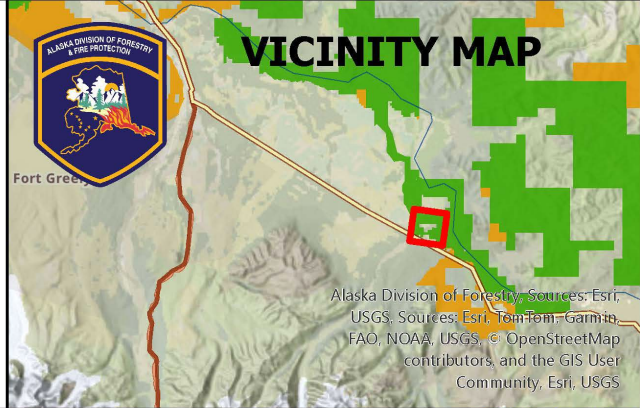 ALASKA DIVISION OF FORESTRY
& FIRE PROTECTION
VICINITY MAP
Fort Greely
Alaska Division of Forestry, Sources: Esri,
USGS, Sources: Esri, TomTom, Garmin,
FAO, NOAA, USGS, © OpenStreetMap
contributors, and the GIS User
Community, Esri, USGS